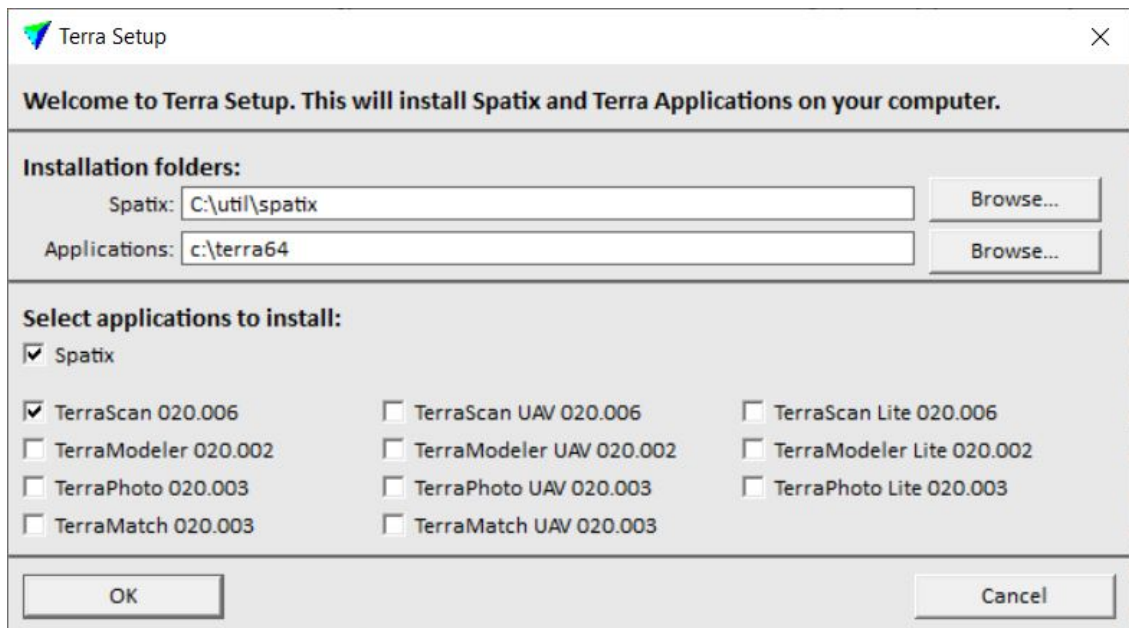 Terra Setup
Welcome to Terra Setup. This will install Spatix and Terra Applications on your computer.
Installation folders:
Spatix: C:\util\spatix Browse...
Applications: c:\terra64 Browse...
Select applications to install:
Spatix
TerraScan 020.006 TerraScan UAV 020.006 TerraScan Lite 020.006
TerraModeler 020.002 TerraModeler UAV 020.002 TerraModeler Lite 020.002
TerraPhoto 020.003 TerraPhoto UAV 020.003 TerraPhoto Lite 020.003
TerraMatch 020.003 TerraMatch UAV 020.003
OK Cancel